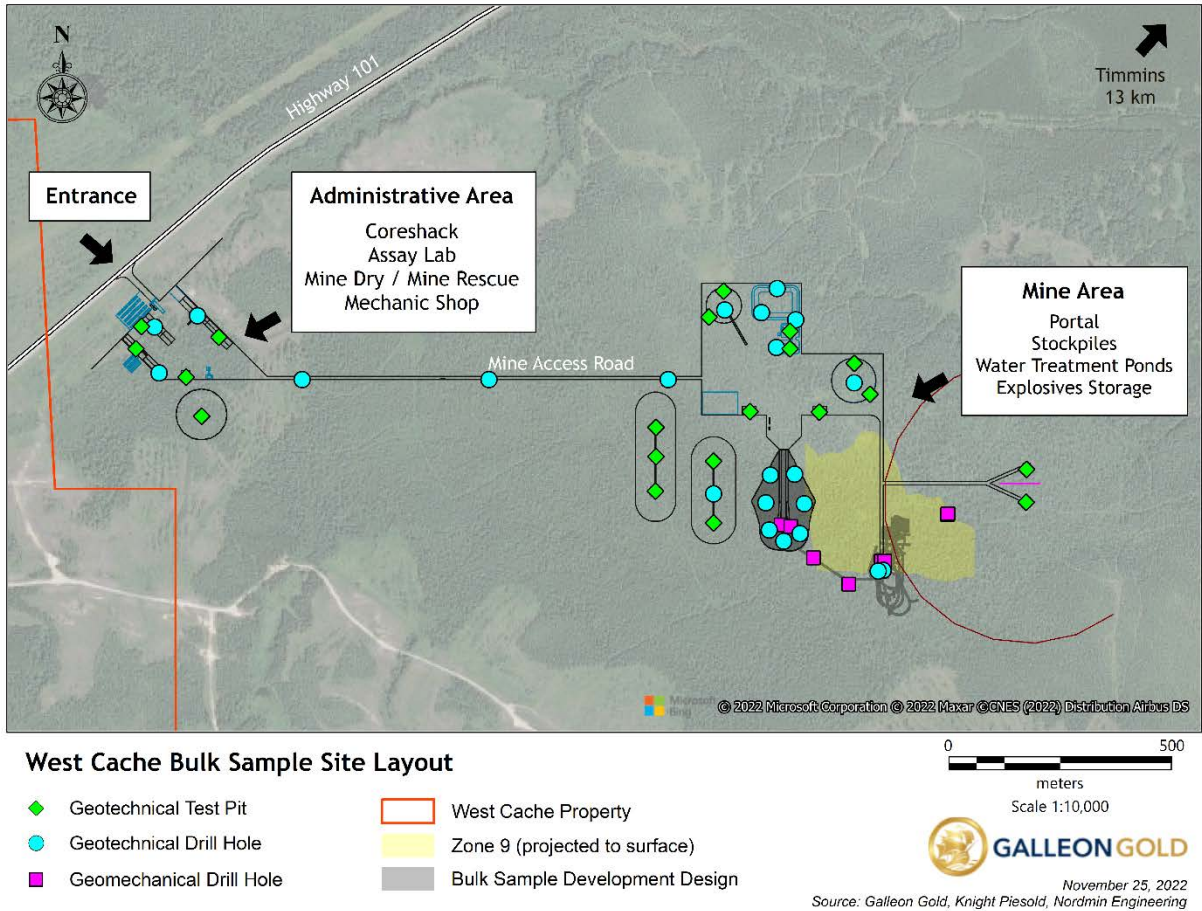 N
Highway 101
Timmins
13 km
Entrance
Administrative Area
Coreshack
Assay Lab
Mine Dry / Mine Rescue
Mechanic Shop
Mine Area
Portal
Stockpiles
Water Treatment Ponds
Explosives Storage
Mine Access Road
Microsoft
Bing
© 2022 Microsoft Corporation © 2022 Maxar ©CNES (2022) Distribution Airbus DS
West Cache Bulk Sample Site Layout
Geotechnical Test Pit
Geotechnical Drill Hole
Geomechanical Drill Hole
West Cache Property
Zone 9 (projected to surface)
Bulk Sample Development Design
0 500
meters
Scale 1:10,000
GALLEON GOLD
November 25, 2022
Source: Galleon Gold, Knight Piesold, Nordmin Engineering